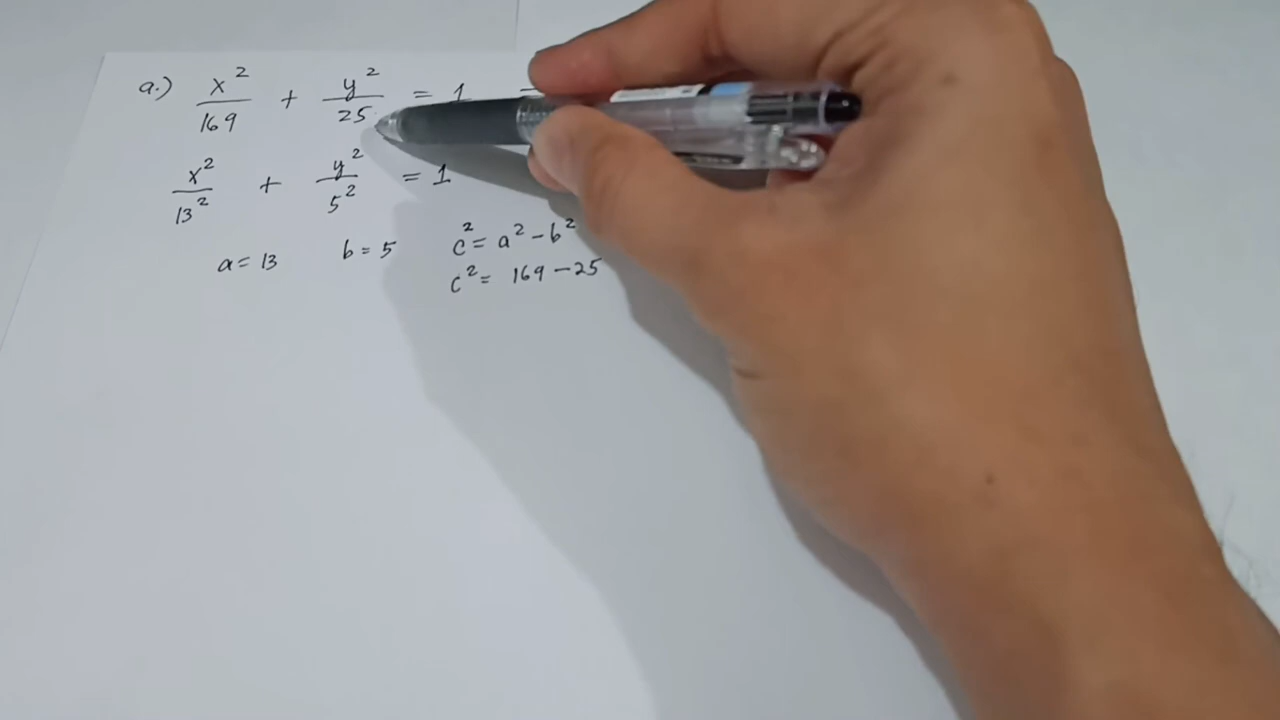 a.) x²/169 + y²/25 = 1
x²/13² + y²/5² = 1
a = 13 b = 5 c² = a² - b²
c² = 169 - 25